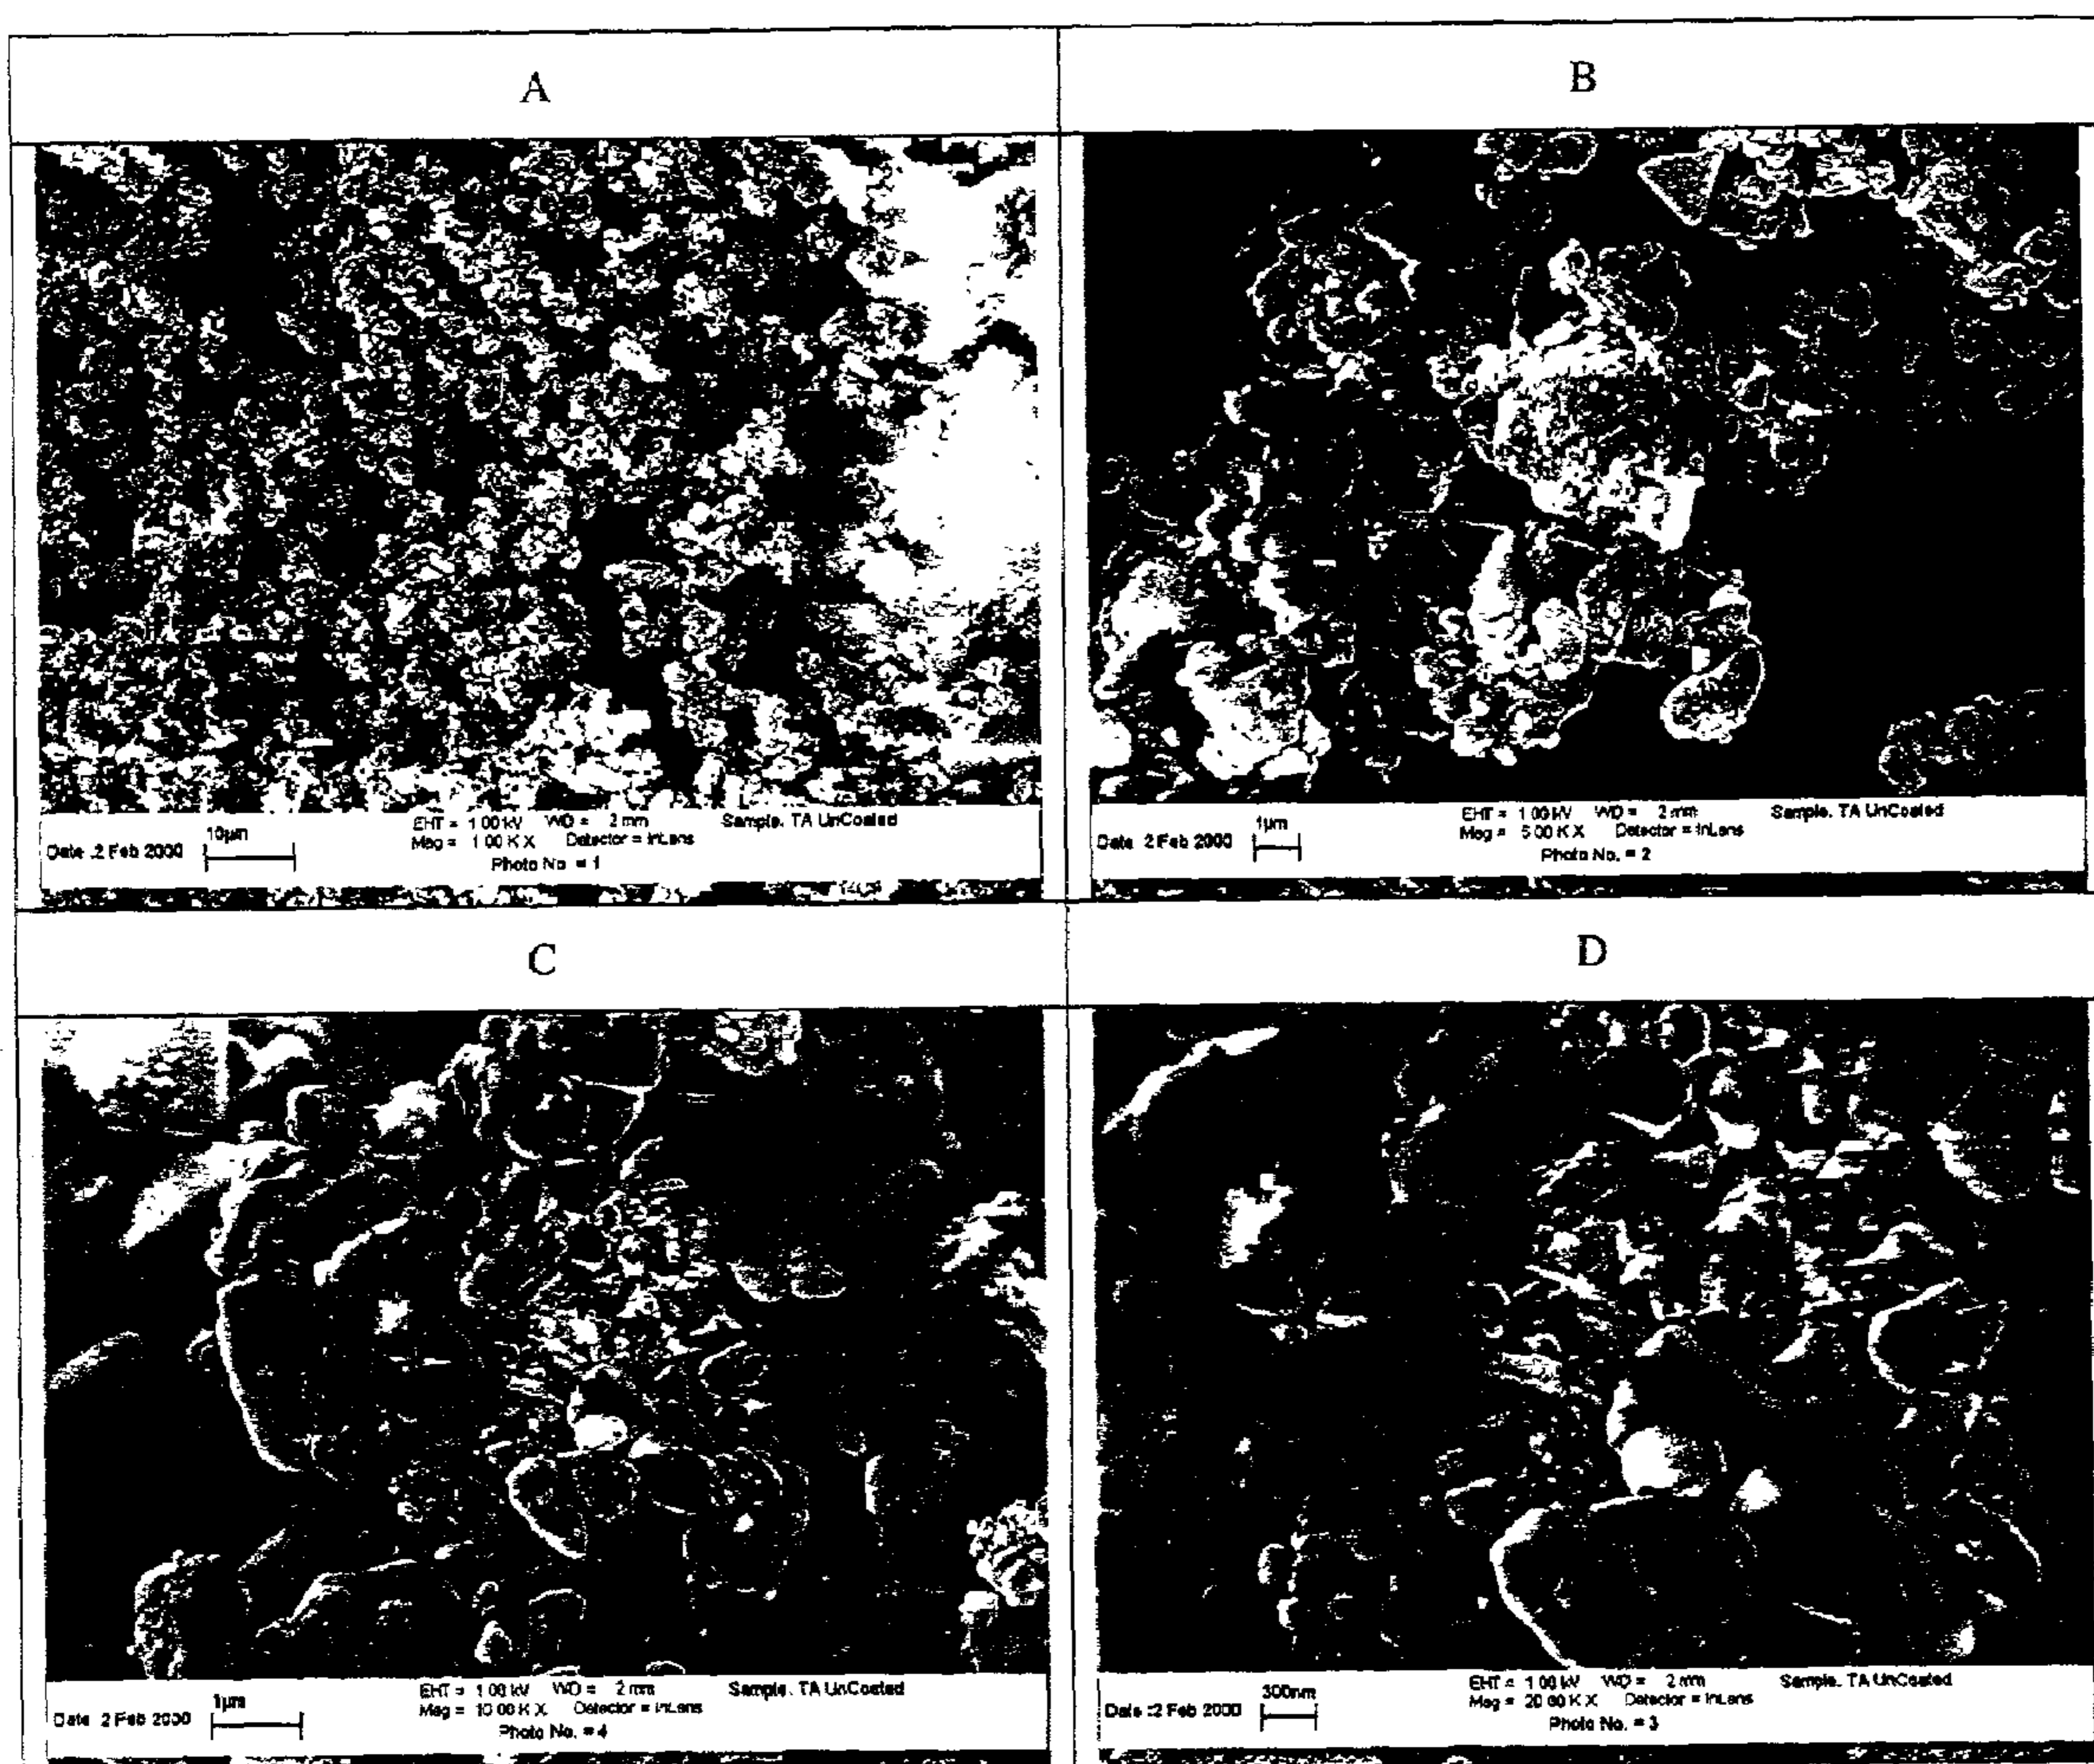 A
B
10µm
EHT = 1.00 kV WD = 2 mm Sample. TA UnCoated
Mag = 1.00 K X Detector = InLens
Date :2 Feb 2000
Photo No. = 1
1µm
EHT = 1.00 kV WD = 2 mm Sample. TA UnCoated
Mag = 5.00 K X Detector = InLens
Date 2 Feb 2000
Photo No. = 2
C
D
1µm
EHT = 1.00 kV WD = 2 mm Sample. TA UnCoated
Mag = 10.00 K X Detector = InLens
Date 2 Feb 2000
Photo No. = 4
300nm
EHT = 1.00 kV WD = 2 mm Sample. TA UnCoated
Mag = 20.00 K X Detector = InLens
Date :2 Feb 2000
Photo No. = 3